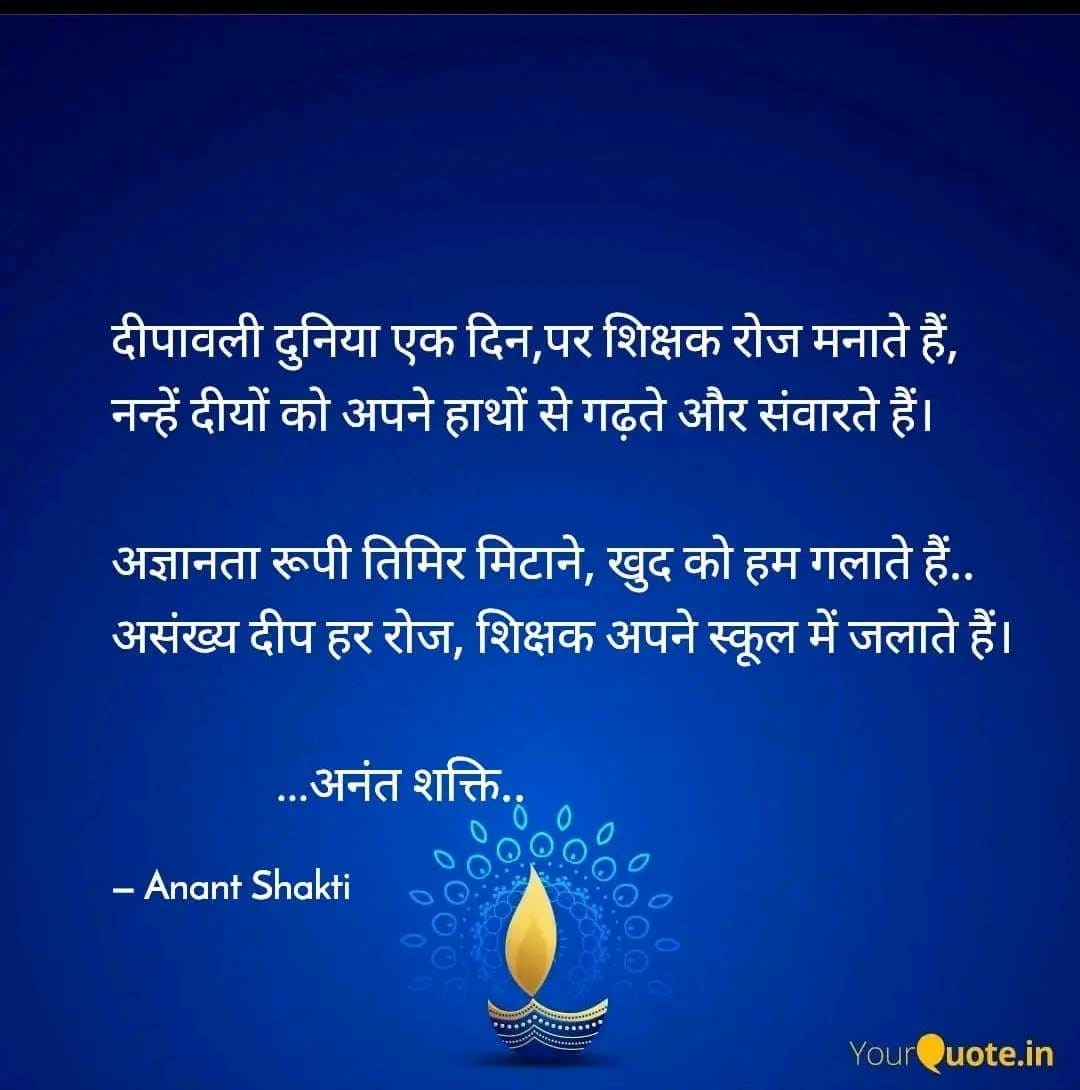 दीपावली दुनिया एक दिन,पर शिक्षक रोज मनाते हैं,
नन्हें दीयों को अपने हाथों से गढ़ते और संवारते हैं।
अज्ञानता रूपी तिमिर मिटाने, खुद को हम गलाते हैं..
असंख्य दीप हर रोज, शिक्षक अपने स्कूल में जलाते हैं।
...अनंत शक्ति..
– Anant Shakti
YourQuote.in